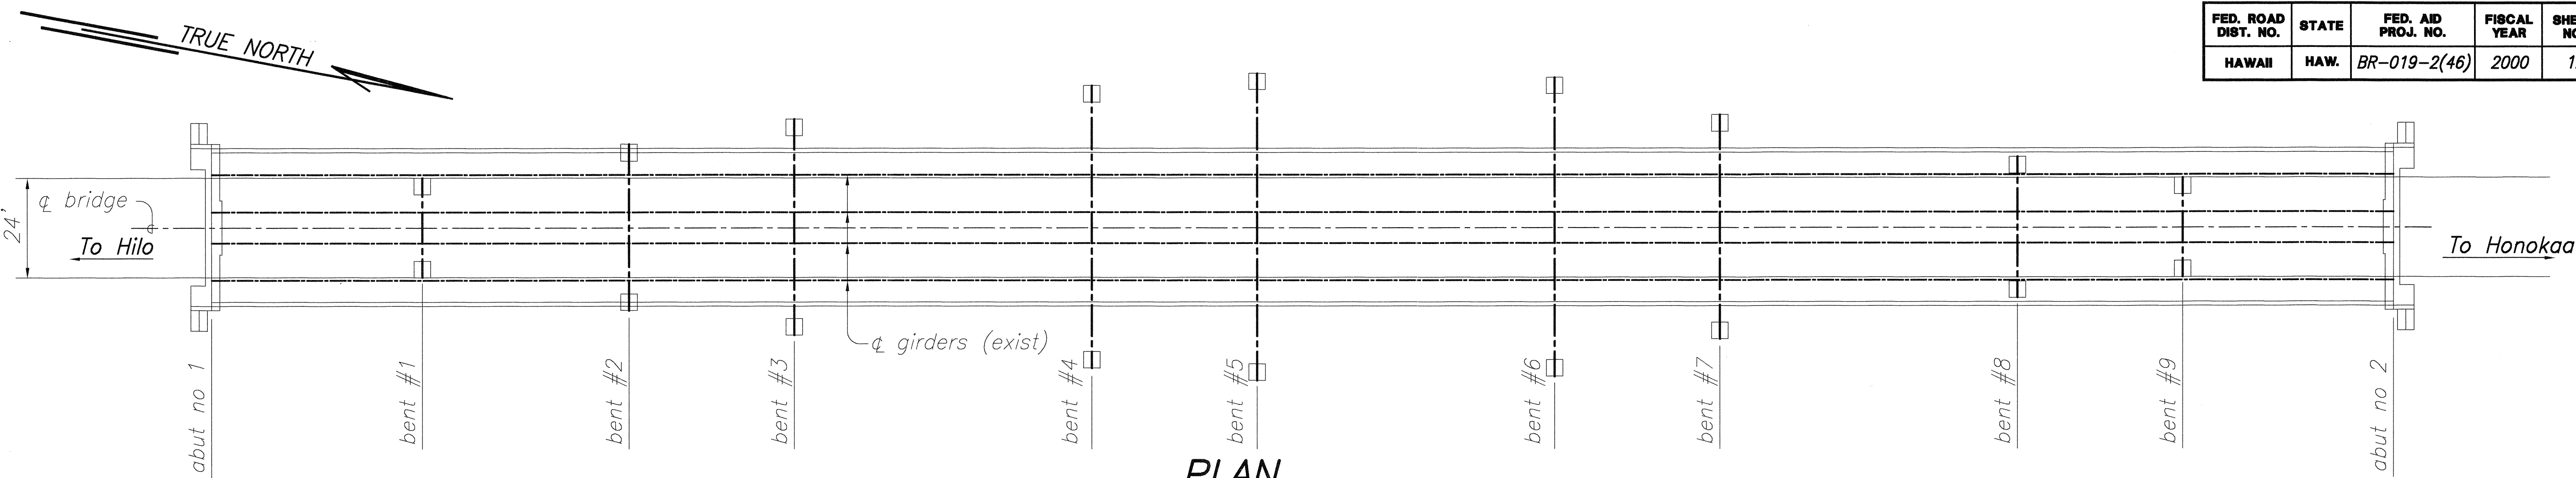 FED. ROAD DIST. NO. STATE FED. AID PROJ. NO. FISCAL YEAR
HAWAII HAW. BR-019-2(46) 2000
TRUE NORTH
24'
℄ bridge
To Hilo
To Honokaa
℄ girders (exist)
abut no 1
bent #1
bent #2
bent #3
bent #4
bent #5
bent #6
bent #7
bent #8
bent #9
abut no 2
PLAN